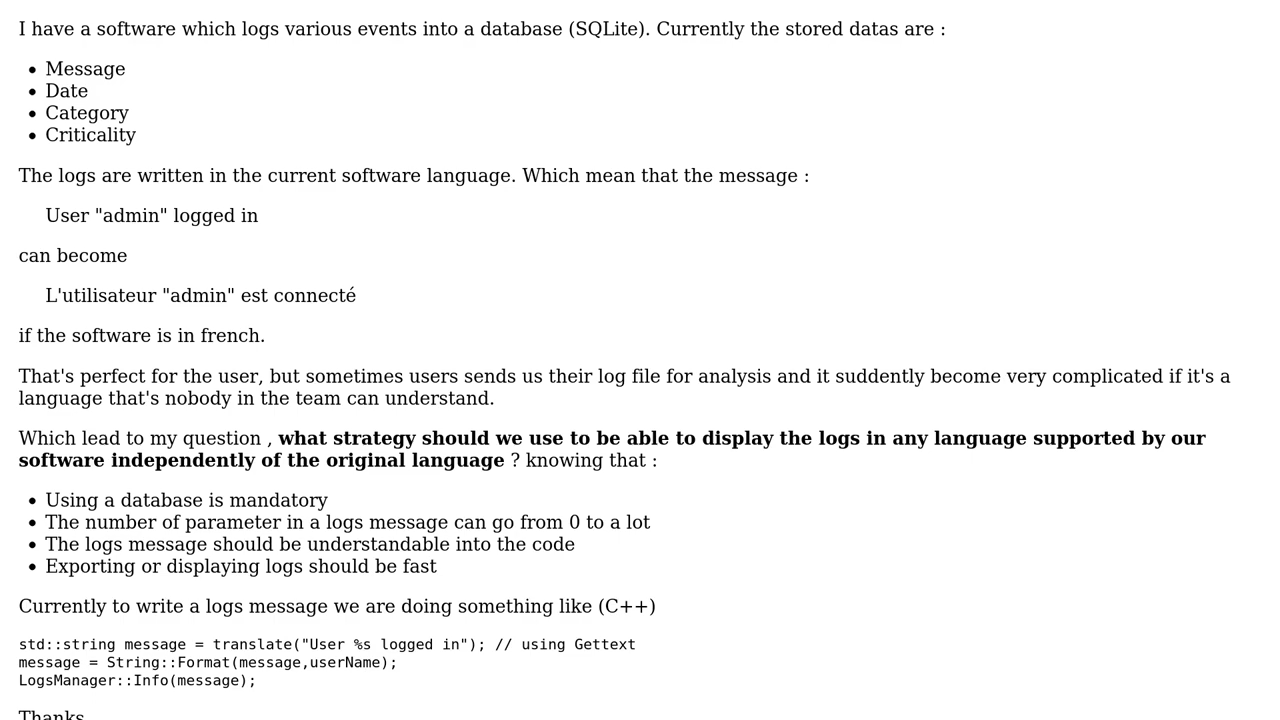 I have a software which logs various events into a database (SQLite). Currently the stored datas are :
• Message
• Date
• Category
• Criticality
The logs are written in the current software language. Which mean that the message :
User "admin" logged in
can become
L'utilisateur "admin" est connecté
if the software is in french.
That's perfect for the user, but sometimes users sends us their log file for analysis and it suddently become very complicated if it's a
language that's nobody in the team can understand.
Which lead to my question , what strategy should we use to be able to display the logs in any language supported by our
software independently of the original language ? knowing that :
• Using a database is mandatory
• The number of parameter in a logs message can go from 0 to a lot
• The logs message should be understandable into the code
• Exporting or displaying logs should be fast
Currently to write a logs message we are doing something like (C++)
std::string message = translate("User %s logged in"); // using Gettext
message = String::Format(message,userName);
LogsManager::Info(message);
Thanks